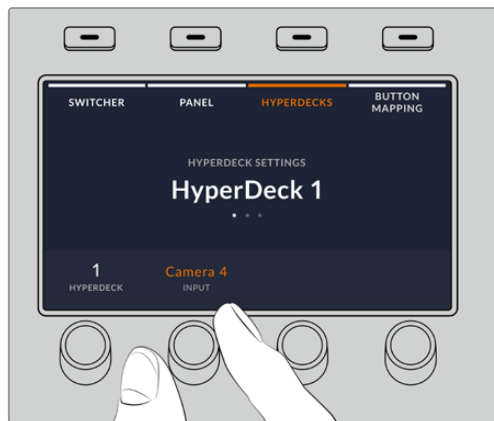 SWITCHER
PANEL
HYPERDECKS
BUTTON
MAPPING
HYPERDECK SETTINGS
HyperDeck 1
1
HYPERDECK
Camera 4
INPUT